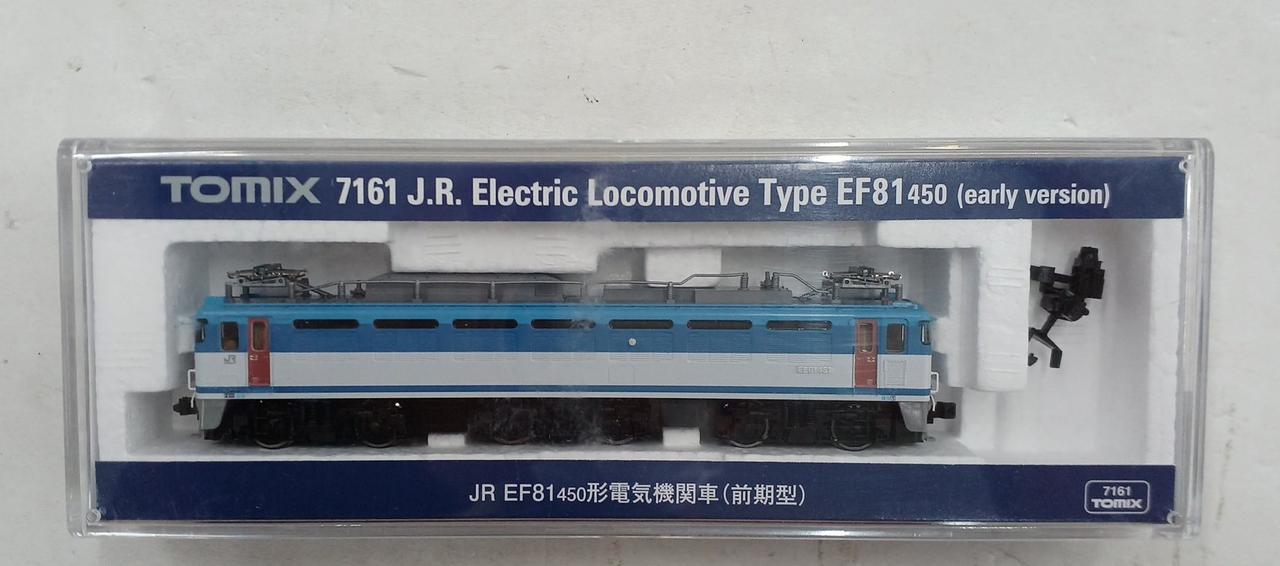 TOMIX 7161 J.R. Electric Locomotive Type EF81450 (early version)
JR
JR EF81450形電気機関車(前期型)
7161
TOMIX